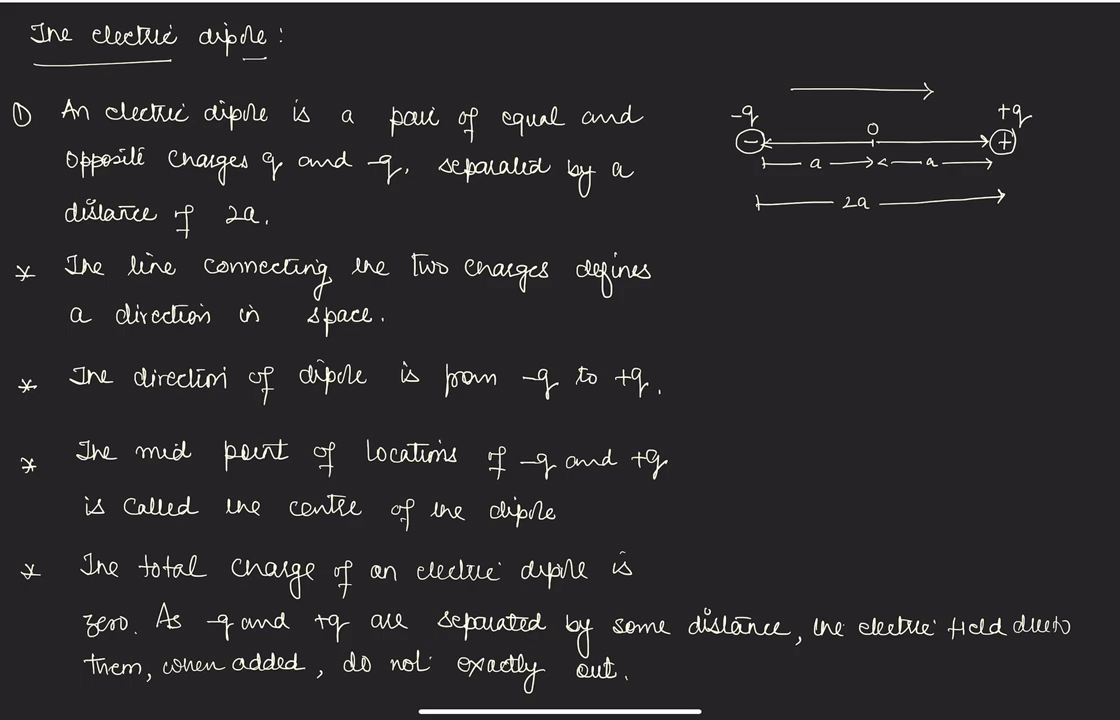 The electric dipole:
① An electric dipole is a pair of equal and
opposite charges q and -q, separated by a
distance of 2a.
* The line connecting the two charges defines
a direction in space.
* The direction of dipole is from -q to +q.
* The mid point of locations of -q and +q
is called the centre of the dipole
* The total charge of an electric dipole is
zero. As -q and +q are separated by some distance, the electric field due to
them, when added, do not exactly out.
-q +q
O
a a
2a